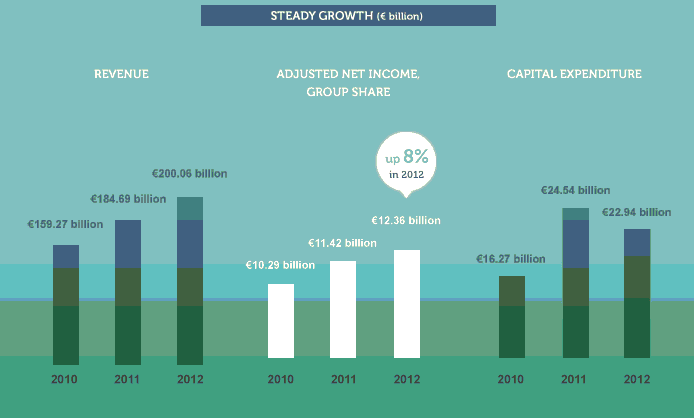 STEADY GROWTH (€ billion)
REVENUE
€159.27 billion
€184.69 billion
€200.06 billion
2010
2011
2012
ADJUSTED NET INCOME,
GROUP SHARE
up 8%
in 2012
€10.29 billion
€11.42 billion
€12.36 billion
2010
2011
2012
CAPITAL EXPENDITURE
€16.27 billion
€24.54 billion
€22.94 billion
2010
2011
2012